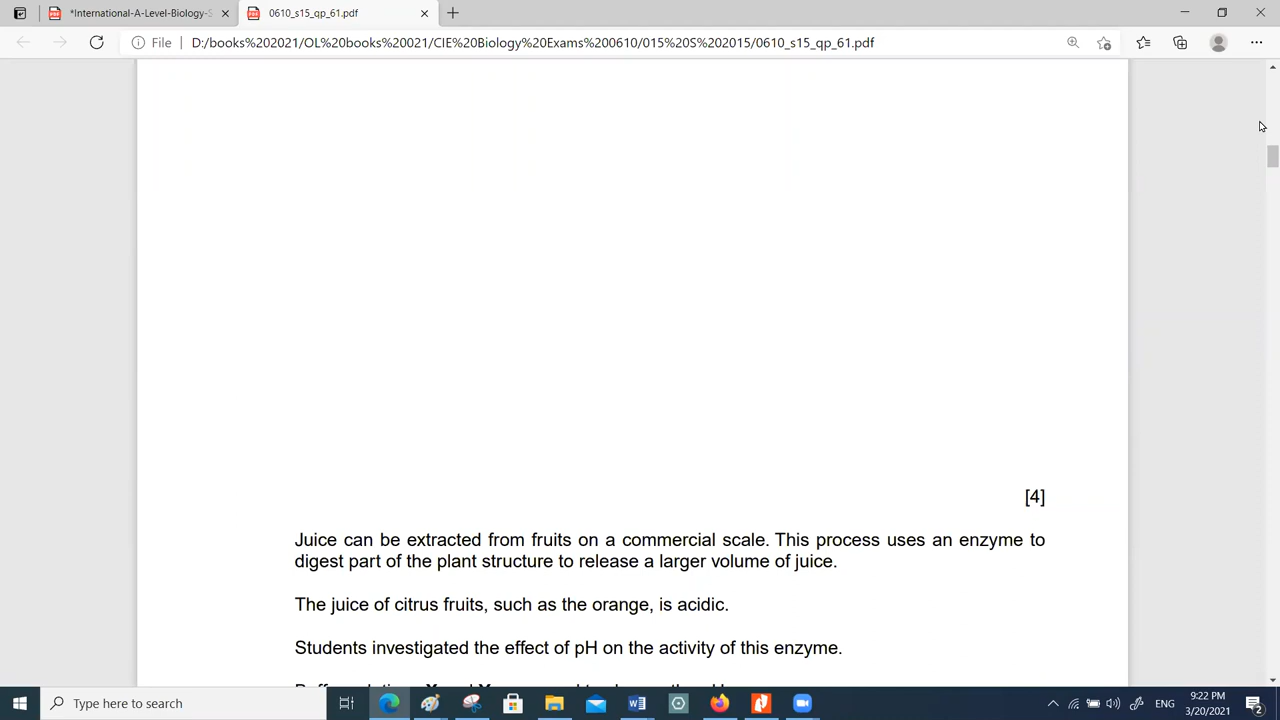 *International-A-Level-Biology-S
0610_s15_qp_61.pdf
File
D:/books%202021/OL%20books%20021/CIE%20Biology%20Exams%200610/015%20S%202015/0610_s15_qp_61.pdf
[4]
Juice can be extracted from fruits on a commercial scale. This process uses an enzyme to
digest part of the plant structure to release a larger volume of juice.
The juice of citrus fruits, such as the orange, is acidic.
Students investigated the effect of pH on the activity of this enzyme.
Type here to search
ENG
9:22 PM
3/20/2021
2